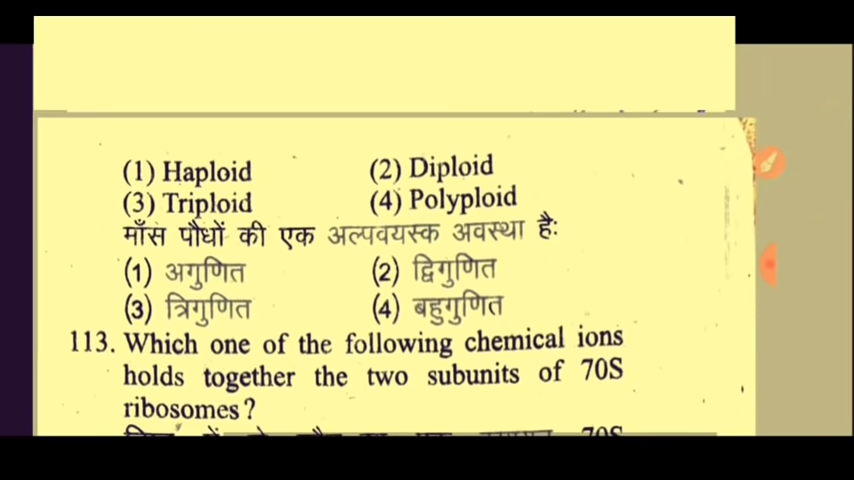 (1) Haploid (2) Diploid
(3) Triploid (4) Polyploid
माँस पौधों की एक अल्पवयस्क अवस्था है:
(1) अगुणित (2) द्विगुणित
(3) त्रिगुणित (4) बहुगुणित
113. Which one of the following chemical ions
holds together the two subunits of 70S
ribosomes?
70S